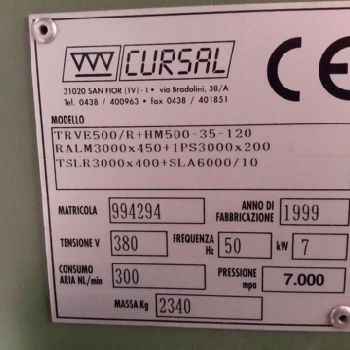 CURSAL
CE
31020 SAN FIOR (TV) - I • via Bradolini, 38/A
Tel. 0438 / 400963 • fax 0438 / 401851
MODELLO
TRVE500/R+HM500-35-120
RALM3000x450+IPS3000x200
TSLR3000x400+SLA6000/10
MATRICOLA 994294 ANNO DI FABBRICAZIONE 1999
TENSIONE V 380 FREQUENZA Hz 50 kW 7
CONSUMO ARIA NL/min 300 PRESSIONE mpa 7.000
MASSA Kg 2340